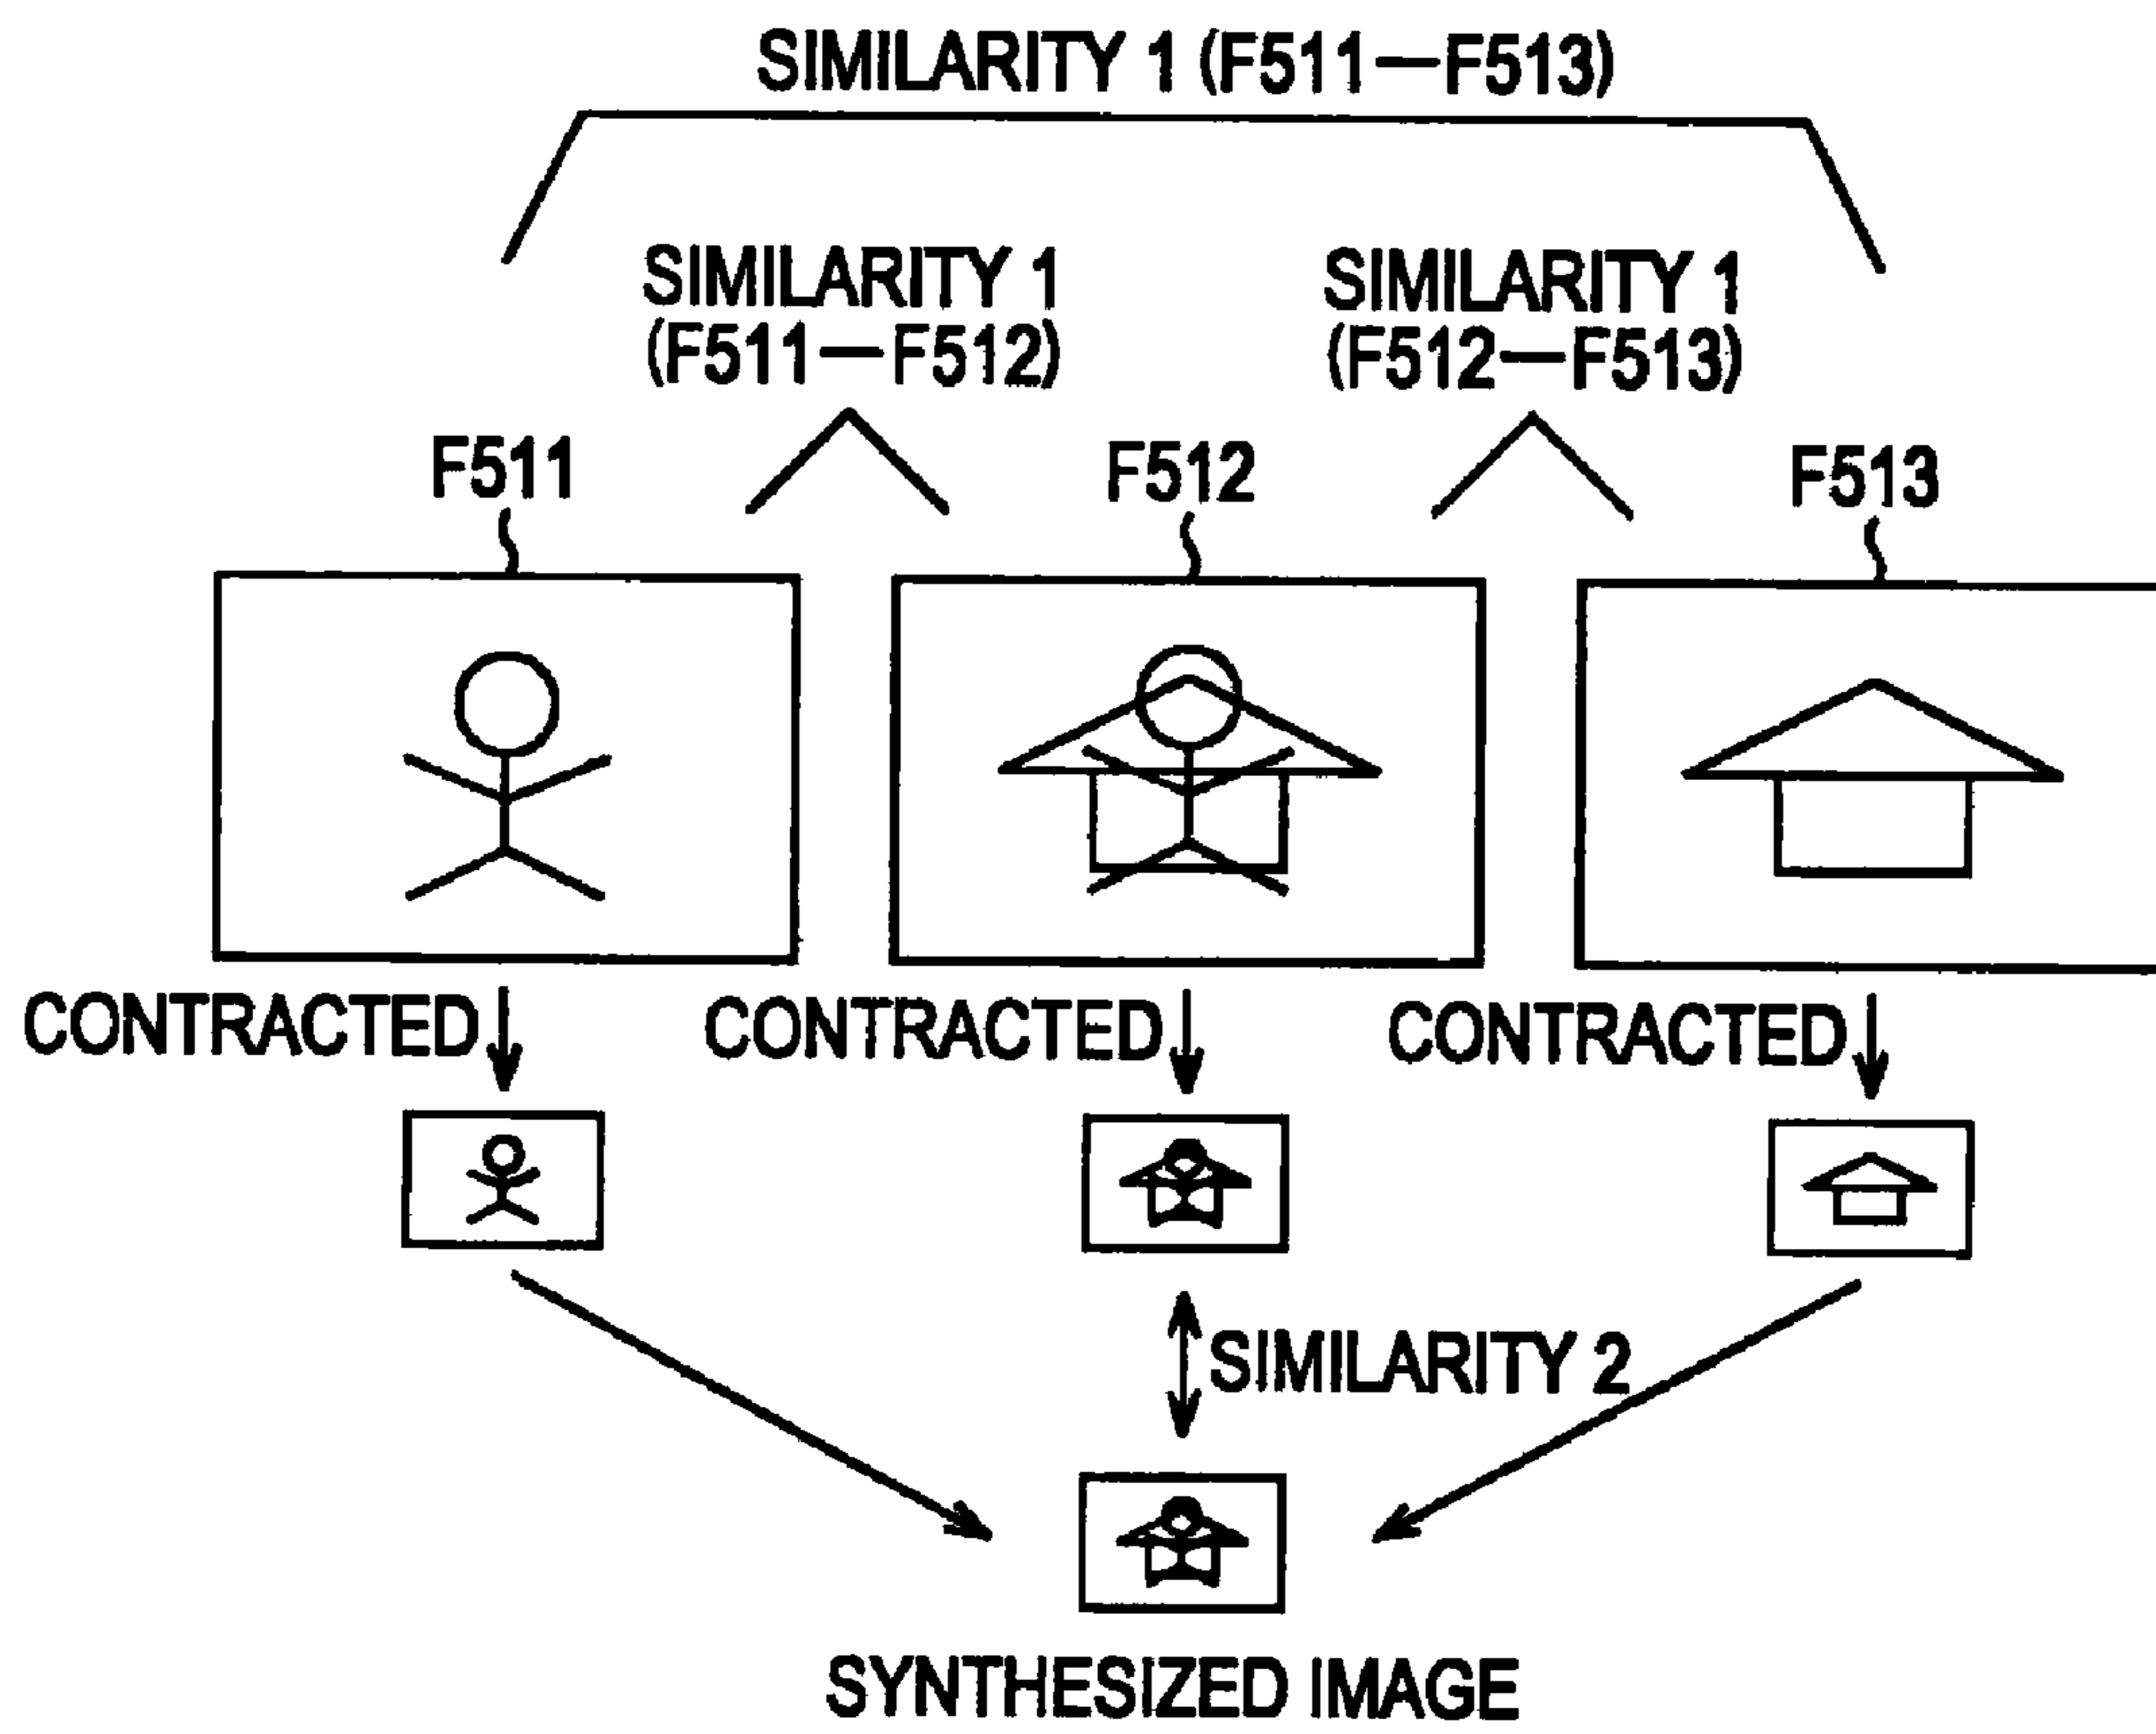 SIMILARITY 1 (F511—F513)
SIMILARITY 1
(F511—F512)
SIMILARITY 1
(F512—F513)
F511
F512
F513
CONTRACTED
CONTRACTED
CONTRACTED
SIMILARITY 2
SYNTHESIZED IMAGE